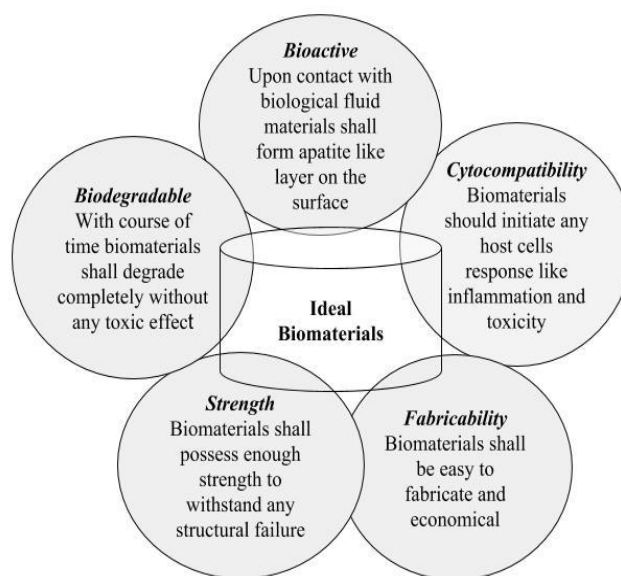 Bioactive
Upon contact with
biological fluid
materials shall
form apatite like
layer on the
surface
Biodegradable
With course of
time biomaterials
shall degrade
completely without
any toxic effect
Cytocompatibility
Biomaterials
should initiate any
host cells
response like
inflammation and
toxicity
Ideal
Biomaterials
Strength
Biomaterials shall
possess enough
strength to
withstand any
structural failure
Fabricability
Biomaterials shall
be easy to
fabricate and
economical